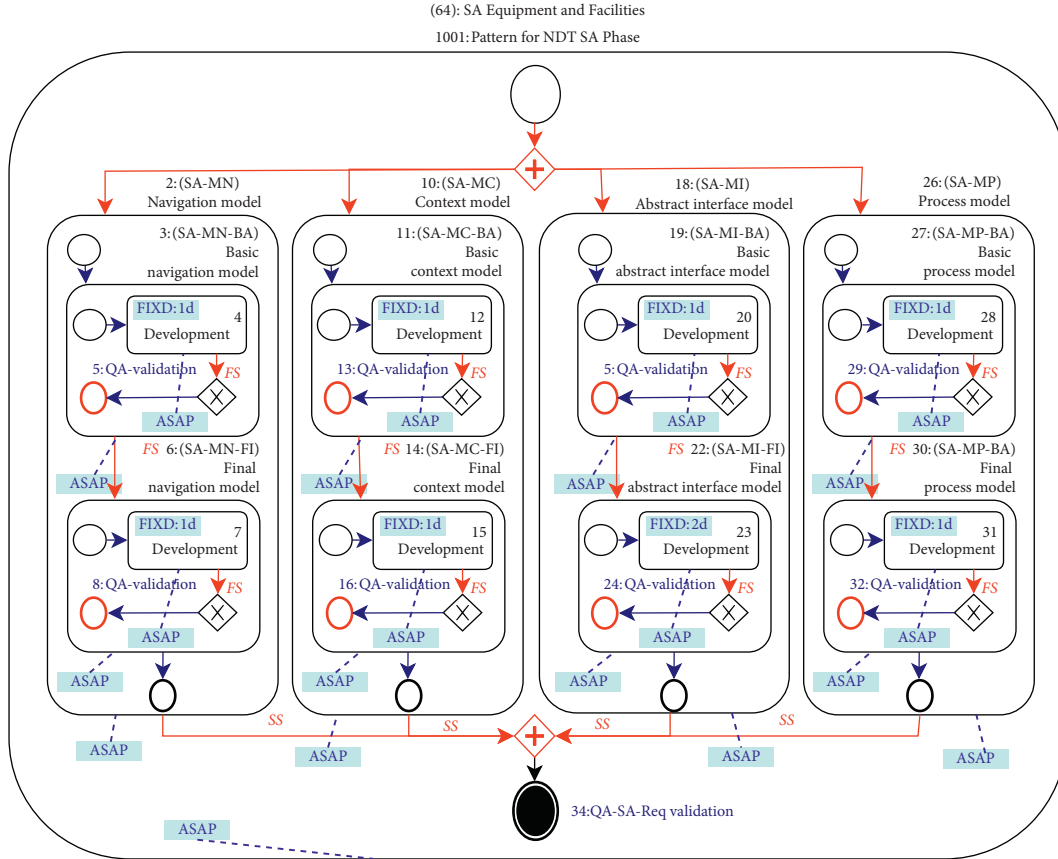 (64): SA Equipment and Facilities
1001: Pattern for NDT SA Phase
2: (SA-MN)
Navigation model
3: (SA-MN-BA)
Basic
navigation model
FIXD: 1d
4
Development
5: QA-validation
FS
ASAP
FS
6: (SA-MN-FI)
Final
navigation model
ASAP
FIXD: 1d
7
Development
8: QA-validation
FS
ASAP
ASAP
SS
ASAP
10: (SA-MC)
Context model
11: (SA-MC-BA)
Basic
context model
FIXD: 1d
12
Development
13: QA-validation
FS
ASAP
FS
14: (SA-MC-FI)
Final
context model
ASAP
FIXD: 1d
15
Development
16: QA-validation
FS
ASAP
ASAP
SS
ASAP
18: (SA-MI)
Abstract interface model
19: (SA-MI-BA)
Basic
abstract interface model
FIXD: 1d
20
Development
5: QA-validation
FS
ASAP
FS
22: (SA-MI-FI)
Final
abstract interface model
ASAP
FIXD: 2d
23
Development
24: QA-validation
FS
ASAP
ASAP
SS
ASAP
26: (SA-MP)
Process model
27: (SA-MP-BA)
Basic
process model
FIXD: 1d
28
Development
29: QA-validation
FS
ASAP
FS
30: (SA-MP-BA)
Final
process model
ASAP
FIXD: 1d
31
Development
32: QA-validation
FS
ASAP
ASAP
SS
ASAP
34:QA-SA-Req validation
ASAP